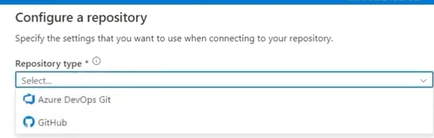 Configure a repository
Specify the settings that you want to use when connecting to your repository.
Repository type *
Select...
Azure DevOps Git
GitHub